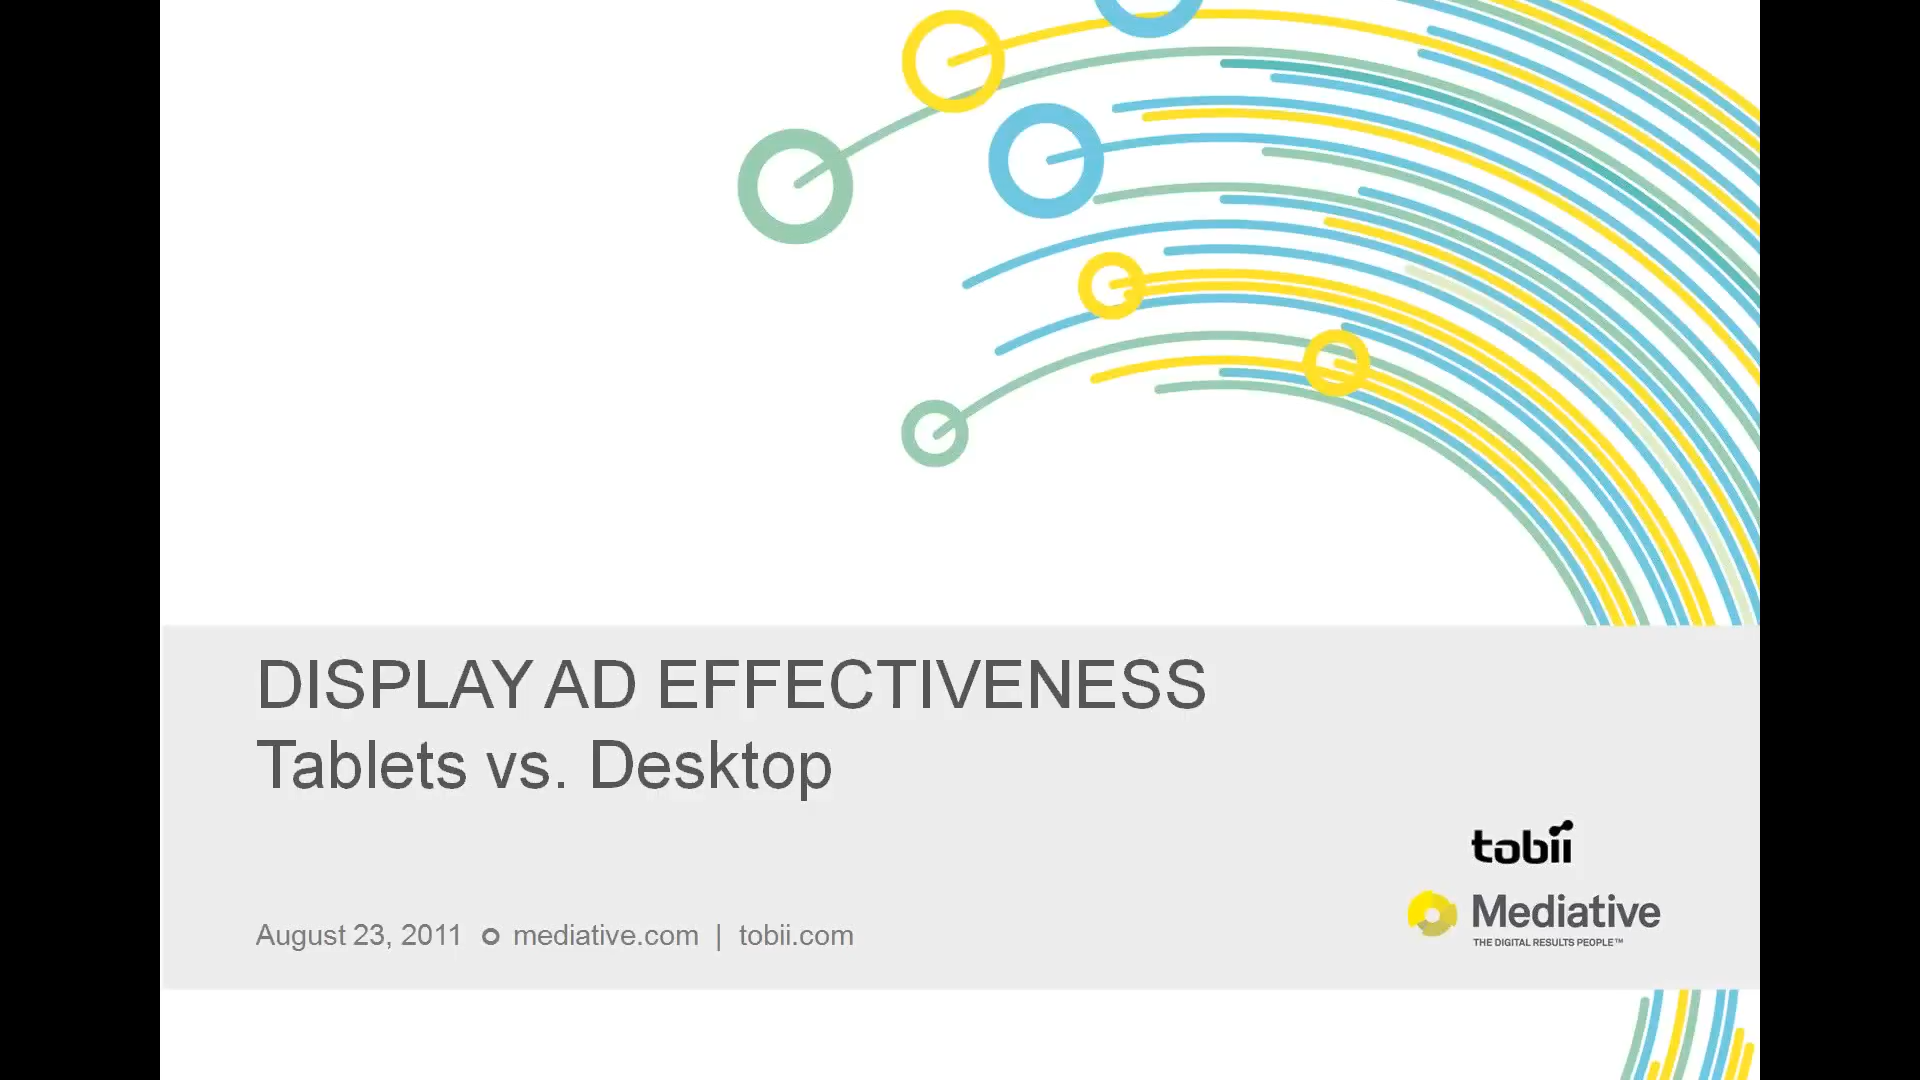 DISPLAY AD EFFECTIVENESS
Tablets vs. Desktop
tobii
Mediative
THE DIGITAL RESULTS PEOPLE™
August 23, 2011 mediative.com | tobii.com